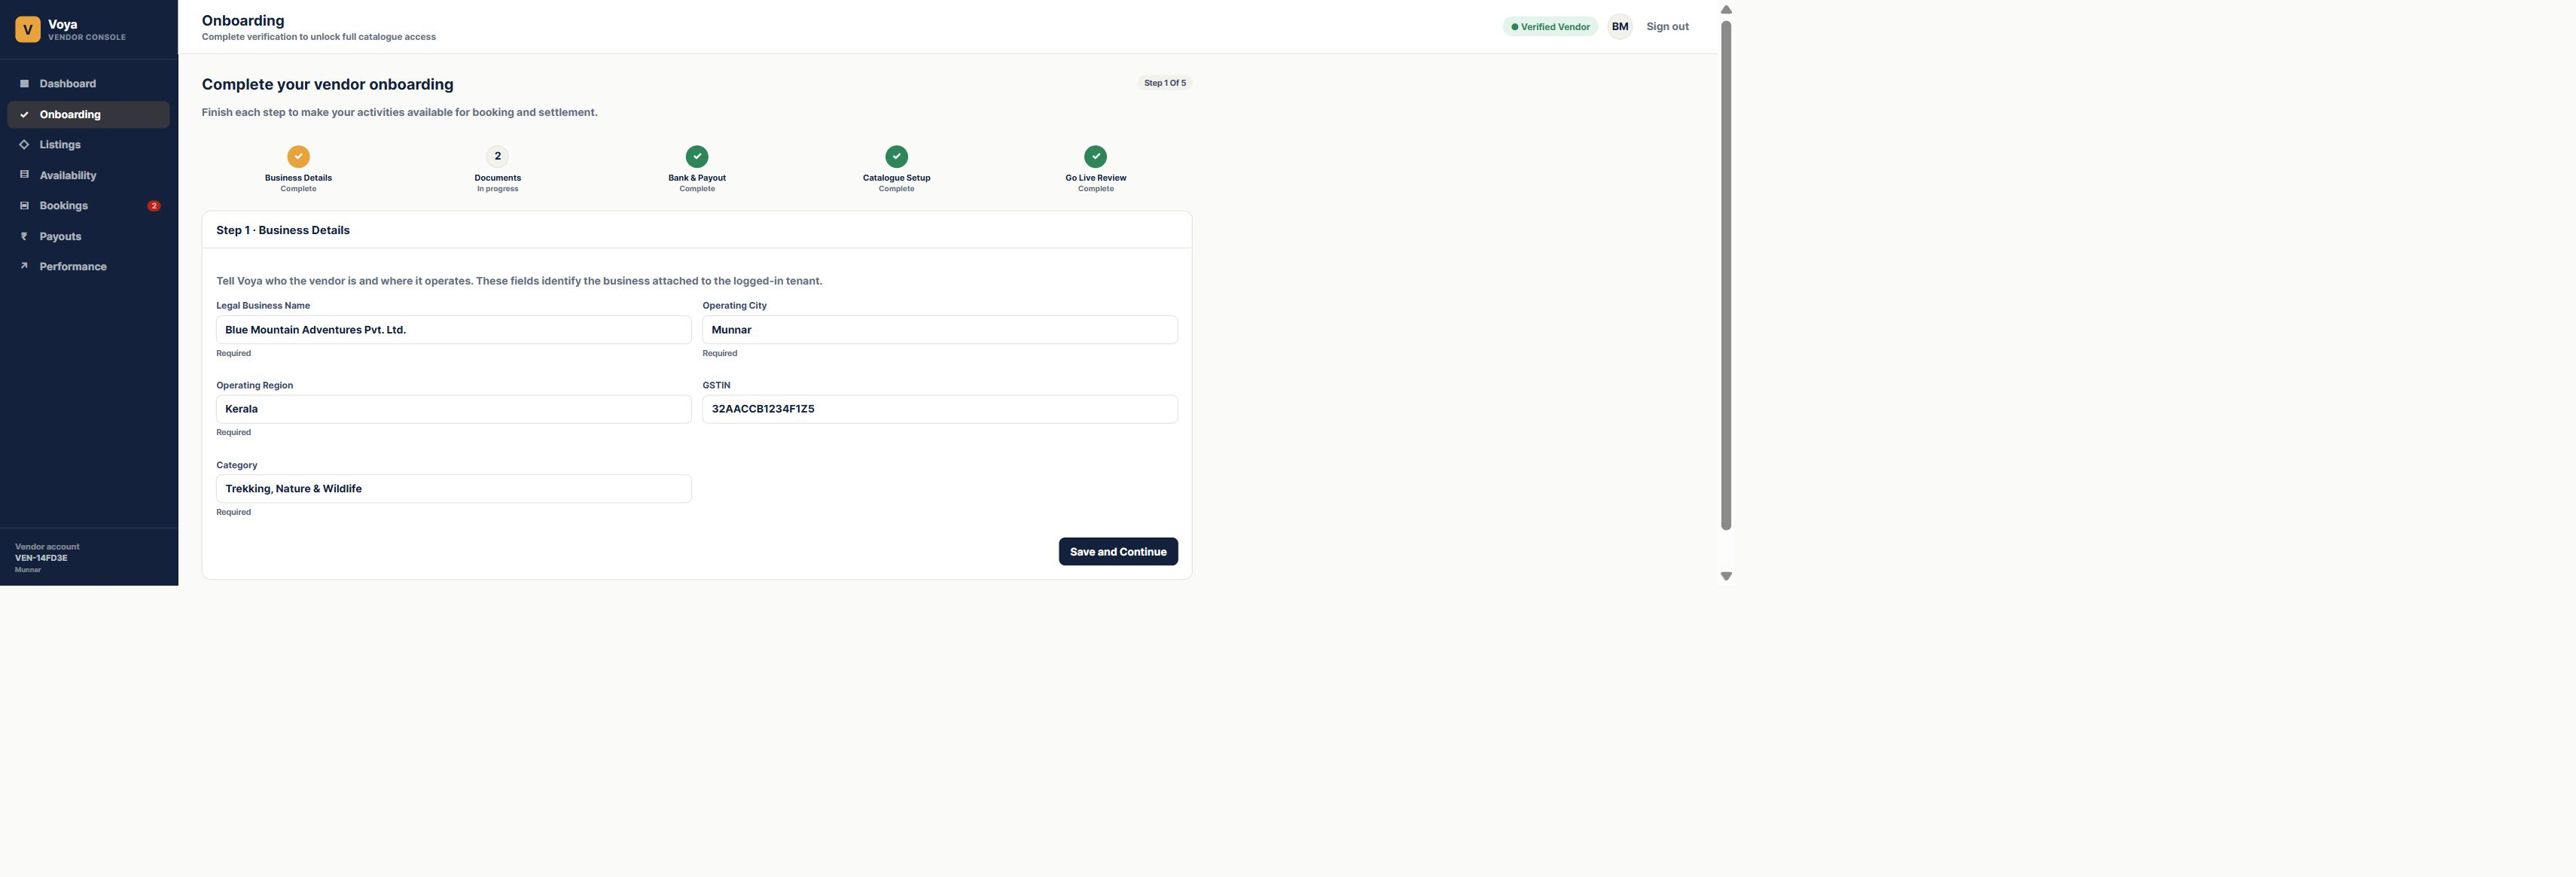 V
Voya
VENDOR CONSOLE
Dashboard
Onboarding
Listings
Availability
Bookings
2
₹
Payouts
Performance
Vendor account
VEN-14FD3E
Munnar
Onboarding
Complete verification to unlock full catalogue access
Verified Vendor
BM
Sign out
Complete your vendor onboarding
Step 1 Of 5
Finish each step to make your activities available for booking and settlement.
Business Details
Complete
2
Documents
In progress
Bank & Payout
Complete
Catalogue Setup
Complete
Go Live Review
Complete
Step 1 · Business Details
Tell Voya who the vendor is and where it operates. These fields identify the business attached to the logged-in tenant.
Legal Business Name
Blue Mountain Adventures Pvt. Ltd.
Required
Operating City
Munnar
Required
Operating Region
Kerala
Required
GSTIN
32AACCB1234F1Z5
Category
Trekking, Nature & Wildlife
Required
Save and Continue